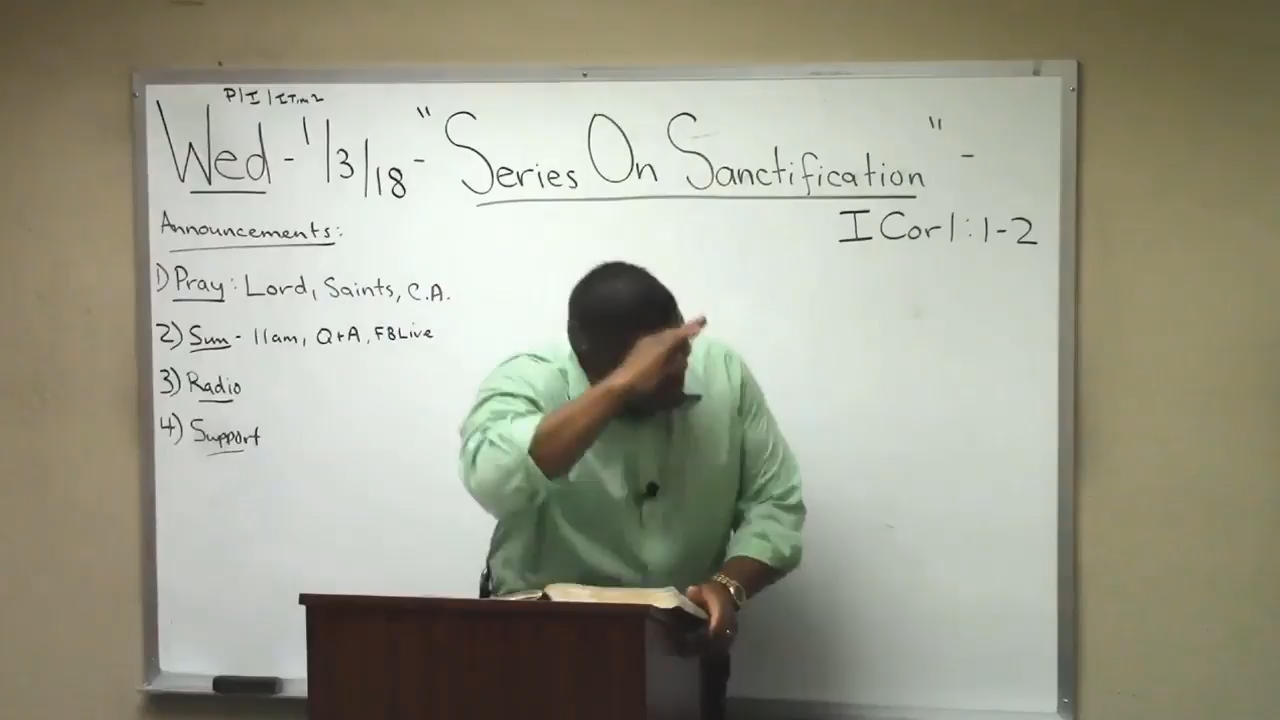 P/I/ITim2
Wed - 1/3/18 - "Series On Sanctification" -
I Cor 1:1-2
Announcements:
1) Pray: Lord, Saints, C.A.
2) Sun - 11am, Q+A, FBLive
3) Radio
4) Support